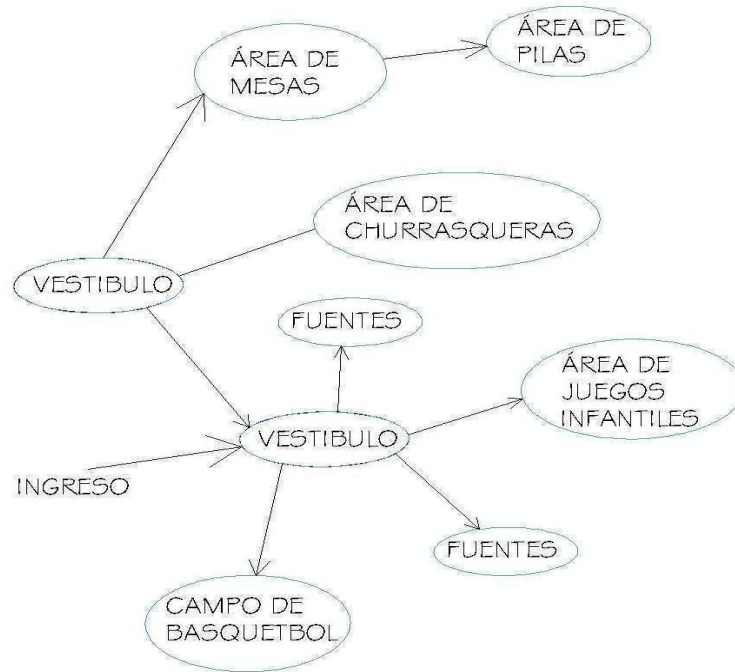 ÁREA DE
MESAS
ÁREA DE
PILAS
ÁREA DE
CHURRASQUERAS
VESTIBULO
FUENTES
ÁREA DE
JUEGOS
INFANTILES
VESTIBULO
INGRESO
FUENTES
CAMPO DE
BASQUETBOL